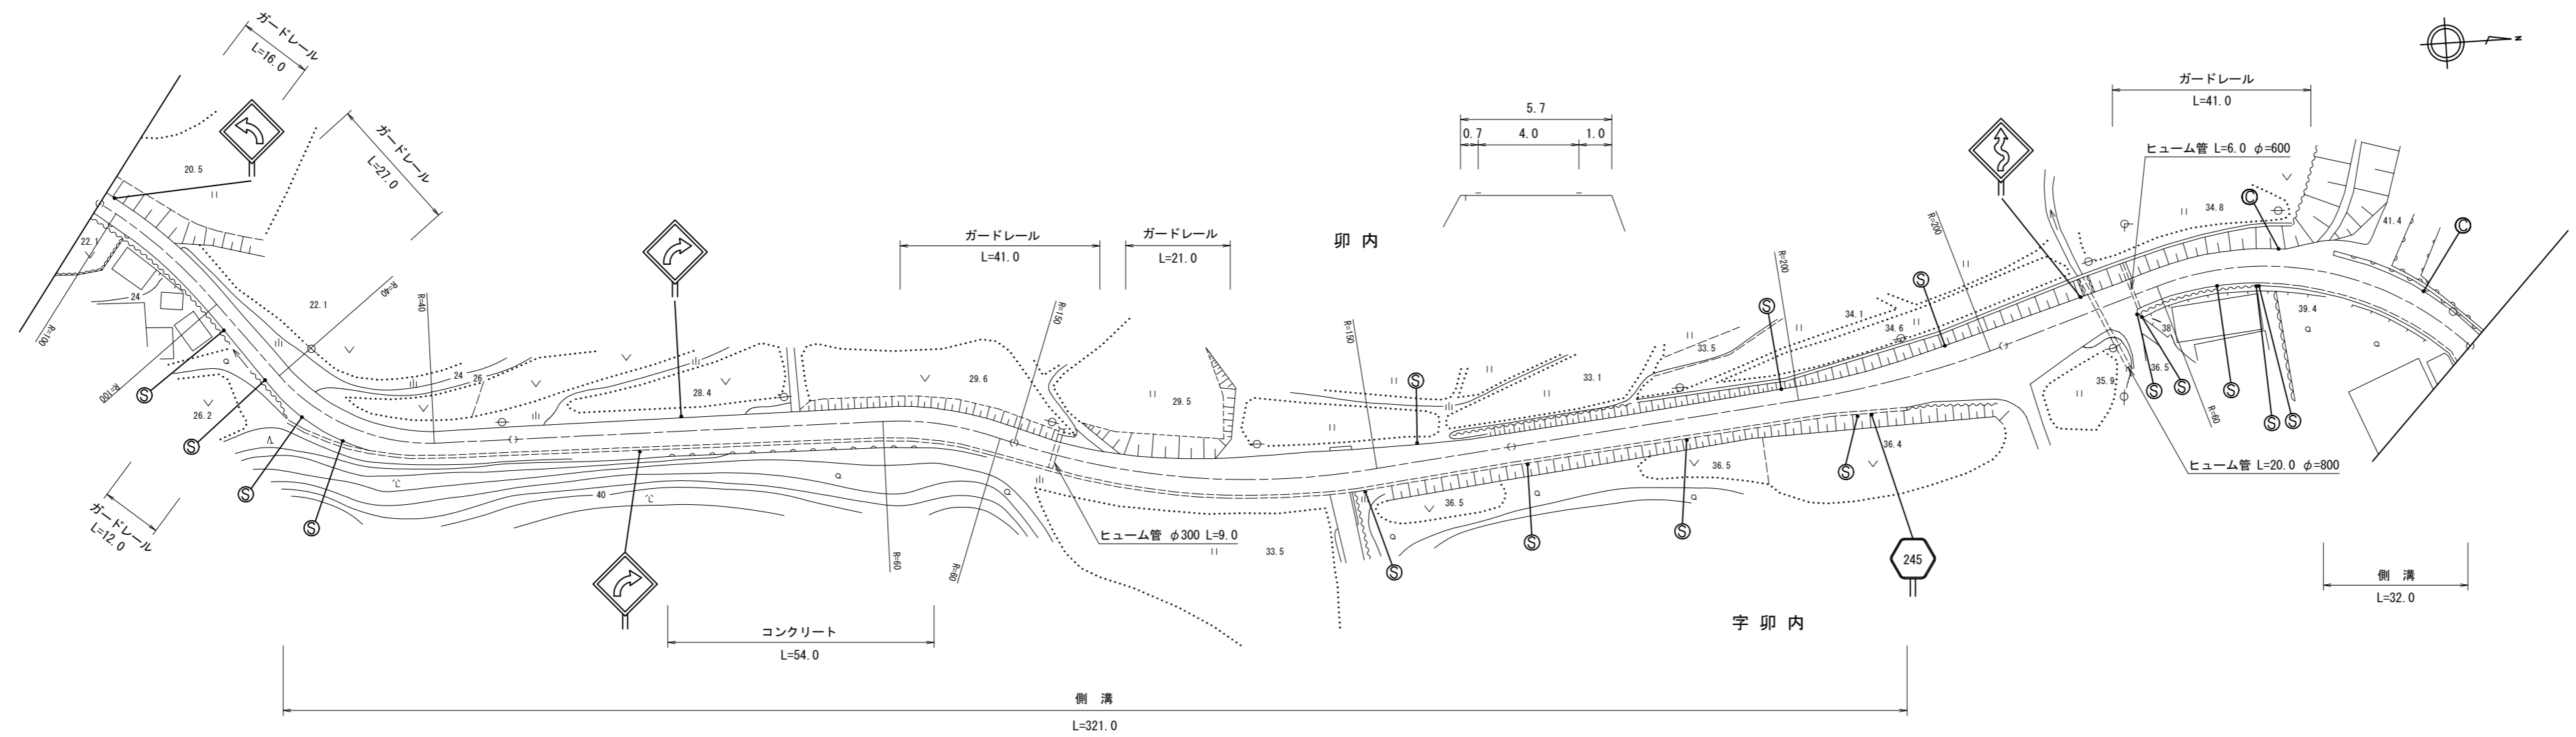 ガードレール
L=16.0
ガードレール
L=27.0
20.5
22.1
24
R=100
R=100
22.1
R=40
R=40
24
26
26.2
ガードレール
L=12.0
S
S
S
S
28.4
ガードレール
L=41.0
ガードレール
L=21.0
29.6
29.5
R=150
R=60
R=60
40
ヒューム管 φ300 L=9.0
33.5
コンクリート
L=54.0
側 溝
L=321.0
卯 内
5.7
0.7
4.0
1.0
R=150
S
33.1
33.5
S
R=200
34.1
34.6
S
R=200
36.5
S
S
36.5
S
S
36.4
245
字 卯 内
N
ガードレール
L=41.0
ヒューム管 L=6.0 φ=600
34.8
C
41.4
C
39.4
38
36.5
35.9
S
S
S
S
S
R=60
ヒューム管 L=20.0 φ=800
側 溝
L=32.0